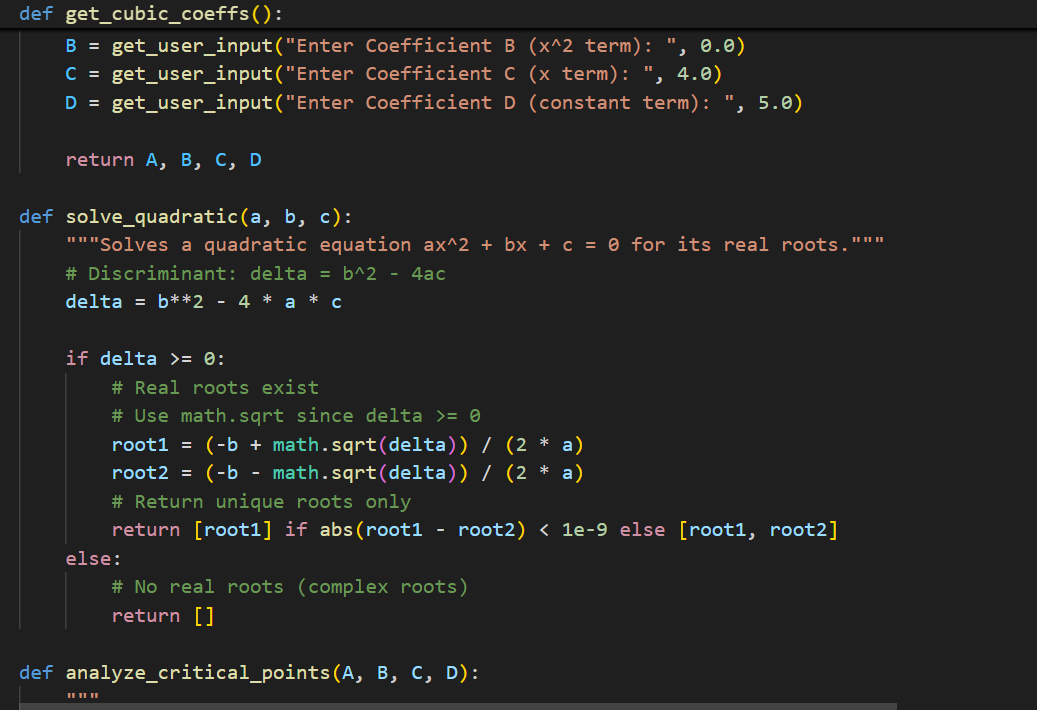 def get_cubic_coeffs():
    B = get_user_input("Enter Coefficient B (x^2 term): ", 0.0)
    C = get_user_input("Enter Coefficient C (x term): ", 4.0)
    D = get_user_input("Enter Coefficient D (constant term): ", 5.0)

    return A, B, C, D

def solve_quadratic(a, b, c):
    """Solves a quadratic equation ax^2 + bx + c = 0 for its real roots."""
    # Discriminant: delta = b^2 - 4ac
    delta = b**2 - 4 * a * c

    if delta >= 0:
        # Real roots exist
        # Use math.sqrt since delta >= 0
        root1 = (-b + math.sqrt(delta)) / (2 * a)
        root2 = (-b - math.sqrt(delta)) / (2 * a)
        # Return unique roots only
        return [root1] if abs(root1 - root2) < 1e-9 else [root1, root2]
    else:
        # No real roots (complex roots)
        return []

def analyze_critical_points(A, B, C, D):
    """